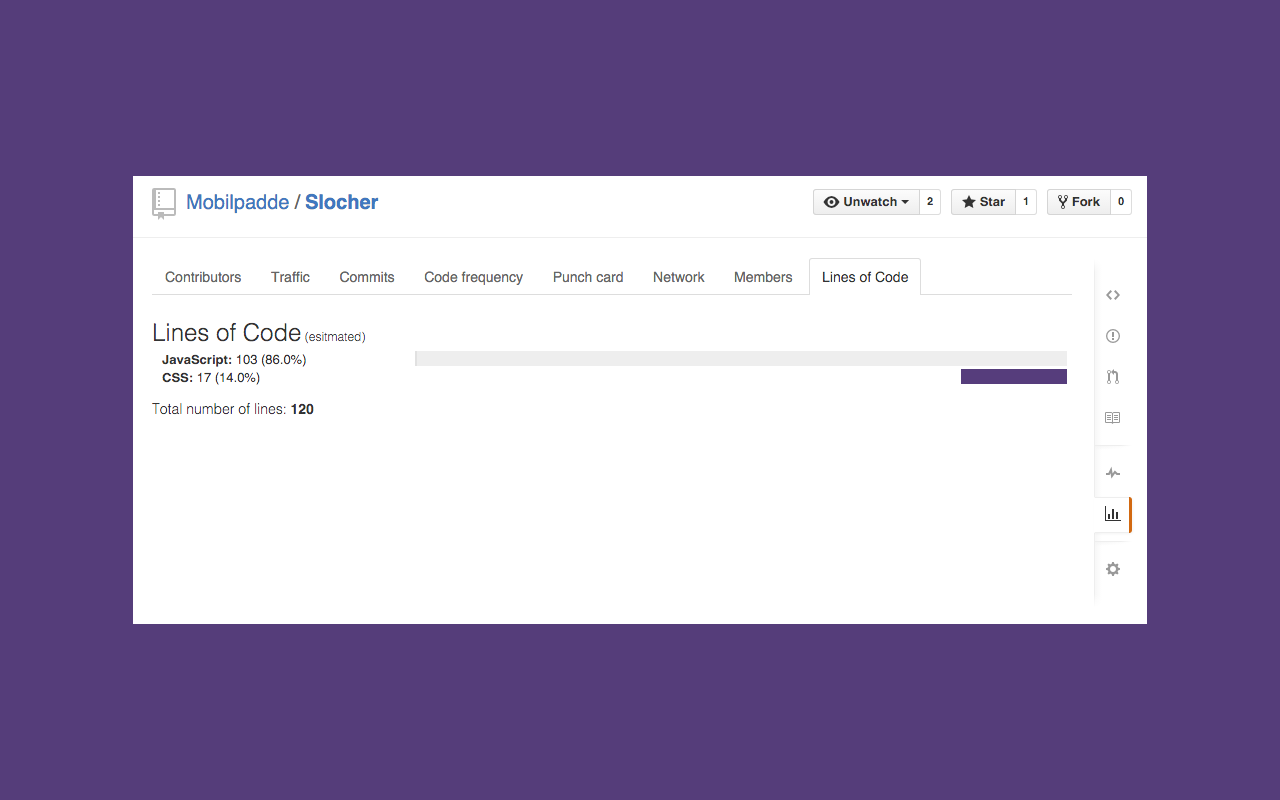 Mobilpadde / Slocher
Unwatch 2 Star 1 Fork 0
Contributors Traffic Commits Code frequency Punch card Network Members Lines of Code
Lines of Code (esitmated)
JavaScript: 103 (86.0%)
CSS: 17 (14.0%)
Total number of lines: 120